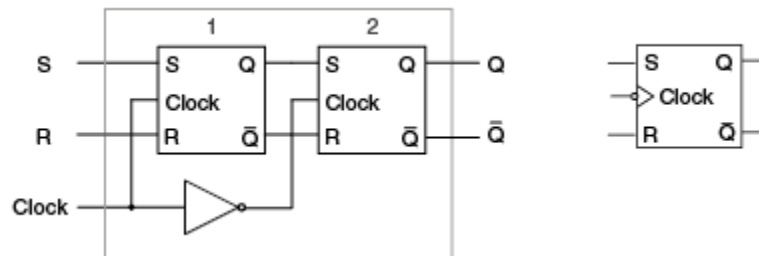 1 2
S S Q S Q Q S Q
Clock Clock Clock
R R Q̅ R Q̅ Q̅ R Q̅
Clock